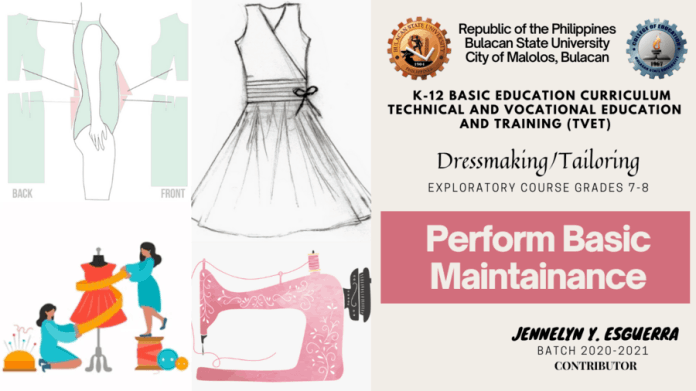 BACK
FRONT
Republic of the Philippines
Bulacan State University
City of Malolos, Bulacan
K-12 BASIC EDUCATION CURRICULUM
TECHNICAL AND VOCATIONAL EDUCATION
AND TRAINING (TVET)
Dressmaking/Tailoring
EXPLORATORY COURSE GRADES 7-8
Perform Basic
Maintainance
JENNELYN Y. ESGUERRA
BATCH 2020-2021
CONTRIBUTOR